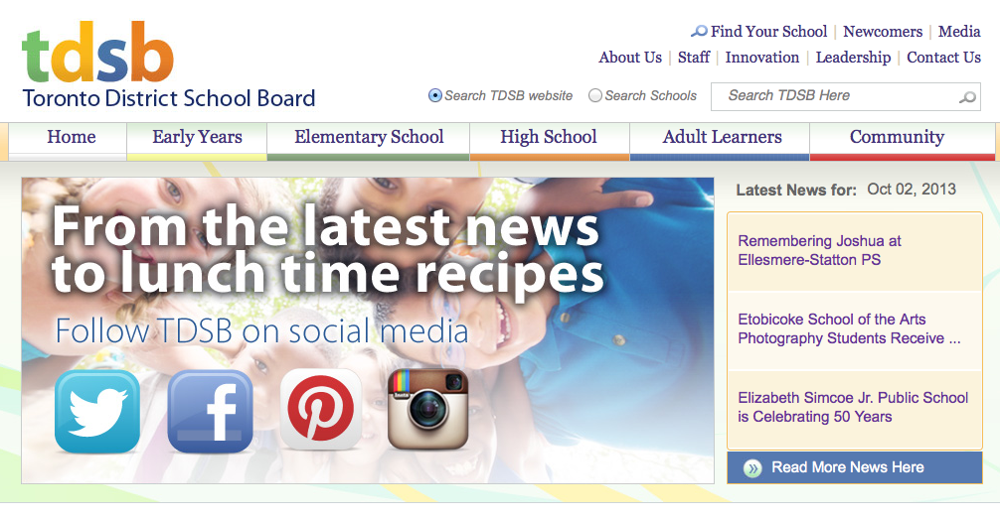 tdsb
Toronto District School Board
Find Your School | Newcomers | Media
About Us | Staff | Innovation | Leadership | Contact Us
Search TDSB website Search Schools Search TDSB Here
Home Early Years Elementary School High School Adult Learners Community
From the latest news
to lunch time recipes
Follow TDSB on social media
Insta
Latest News for: Oct 02, 2013
Remembering Joshua at
Ellesmere-Statton PS
Etobicoke School of the Arts
Photography Students Receive ...
Elizabeth Simcoe Jr. Public School
is Celebrating 50 Years
Read More News Here